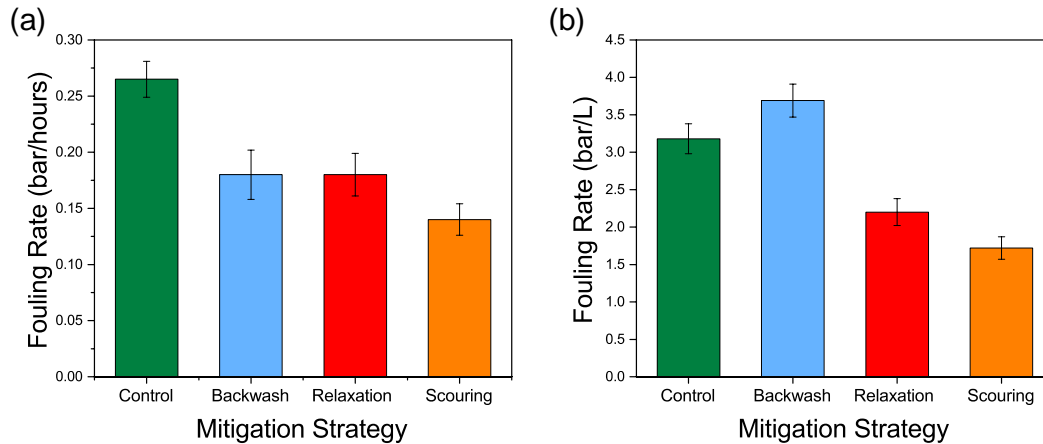 (a)
Fouling Rate (bar/hours)
0.30
0.25
0.20
0.15
0.10
0.05
0.00
Control Backwash Relaxation Scouring
Mitigation Strategy
(b)
Fouling Rate (bar/L)
4.5
4.0
3.5
3.0
2.5
2.0
1.5
1.0
0.5
0.0
Control Backwash Relaxation Scouring
Mitigation Strategy